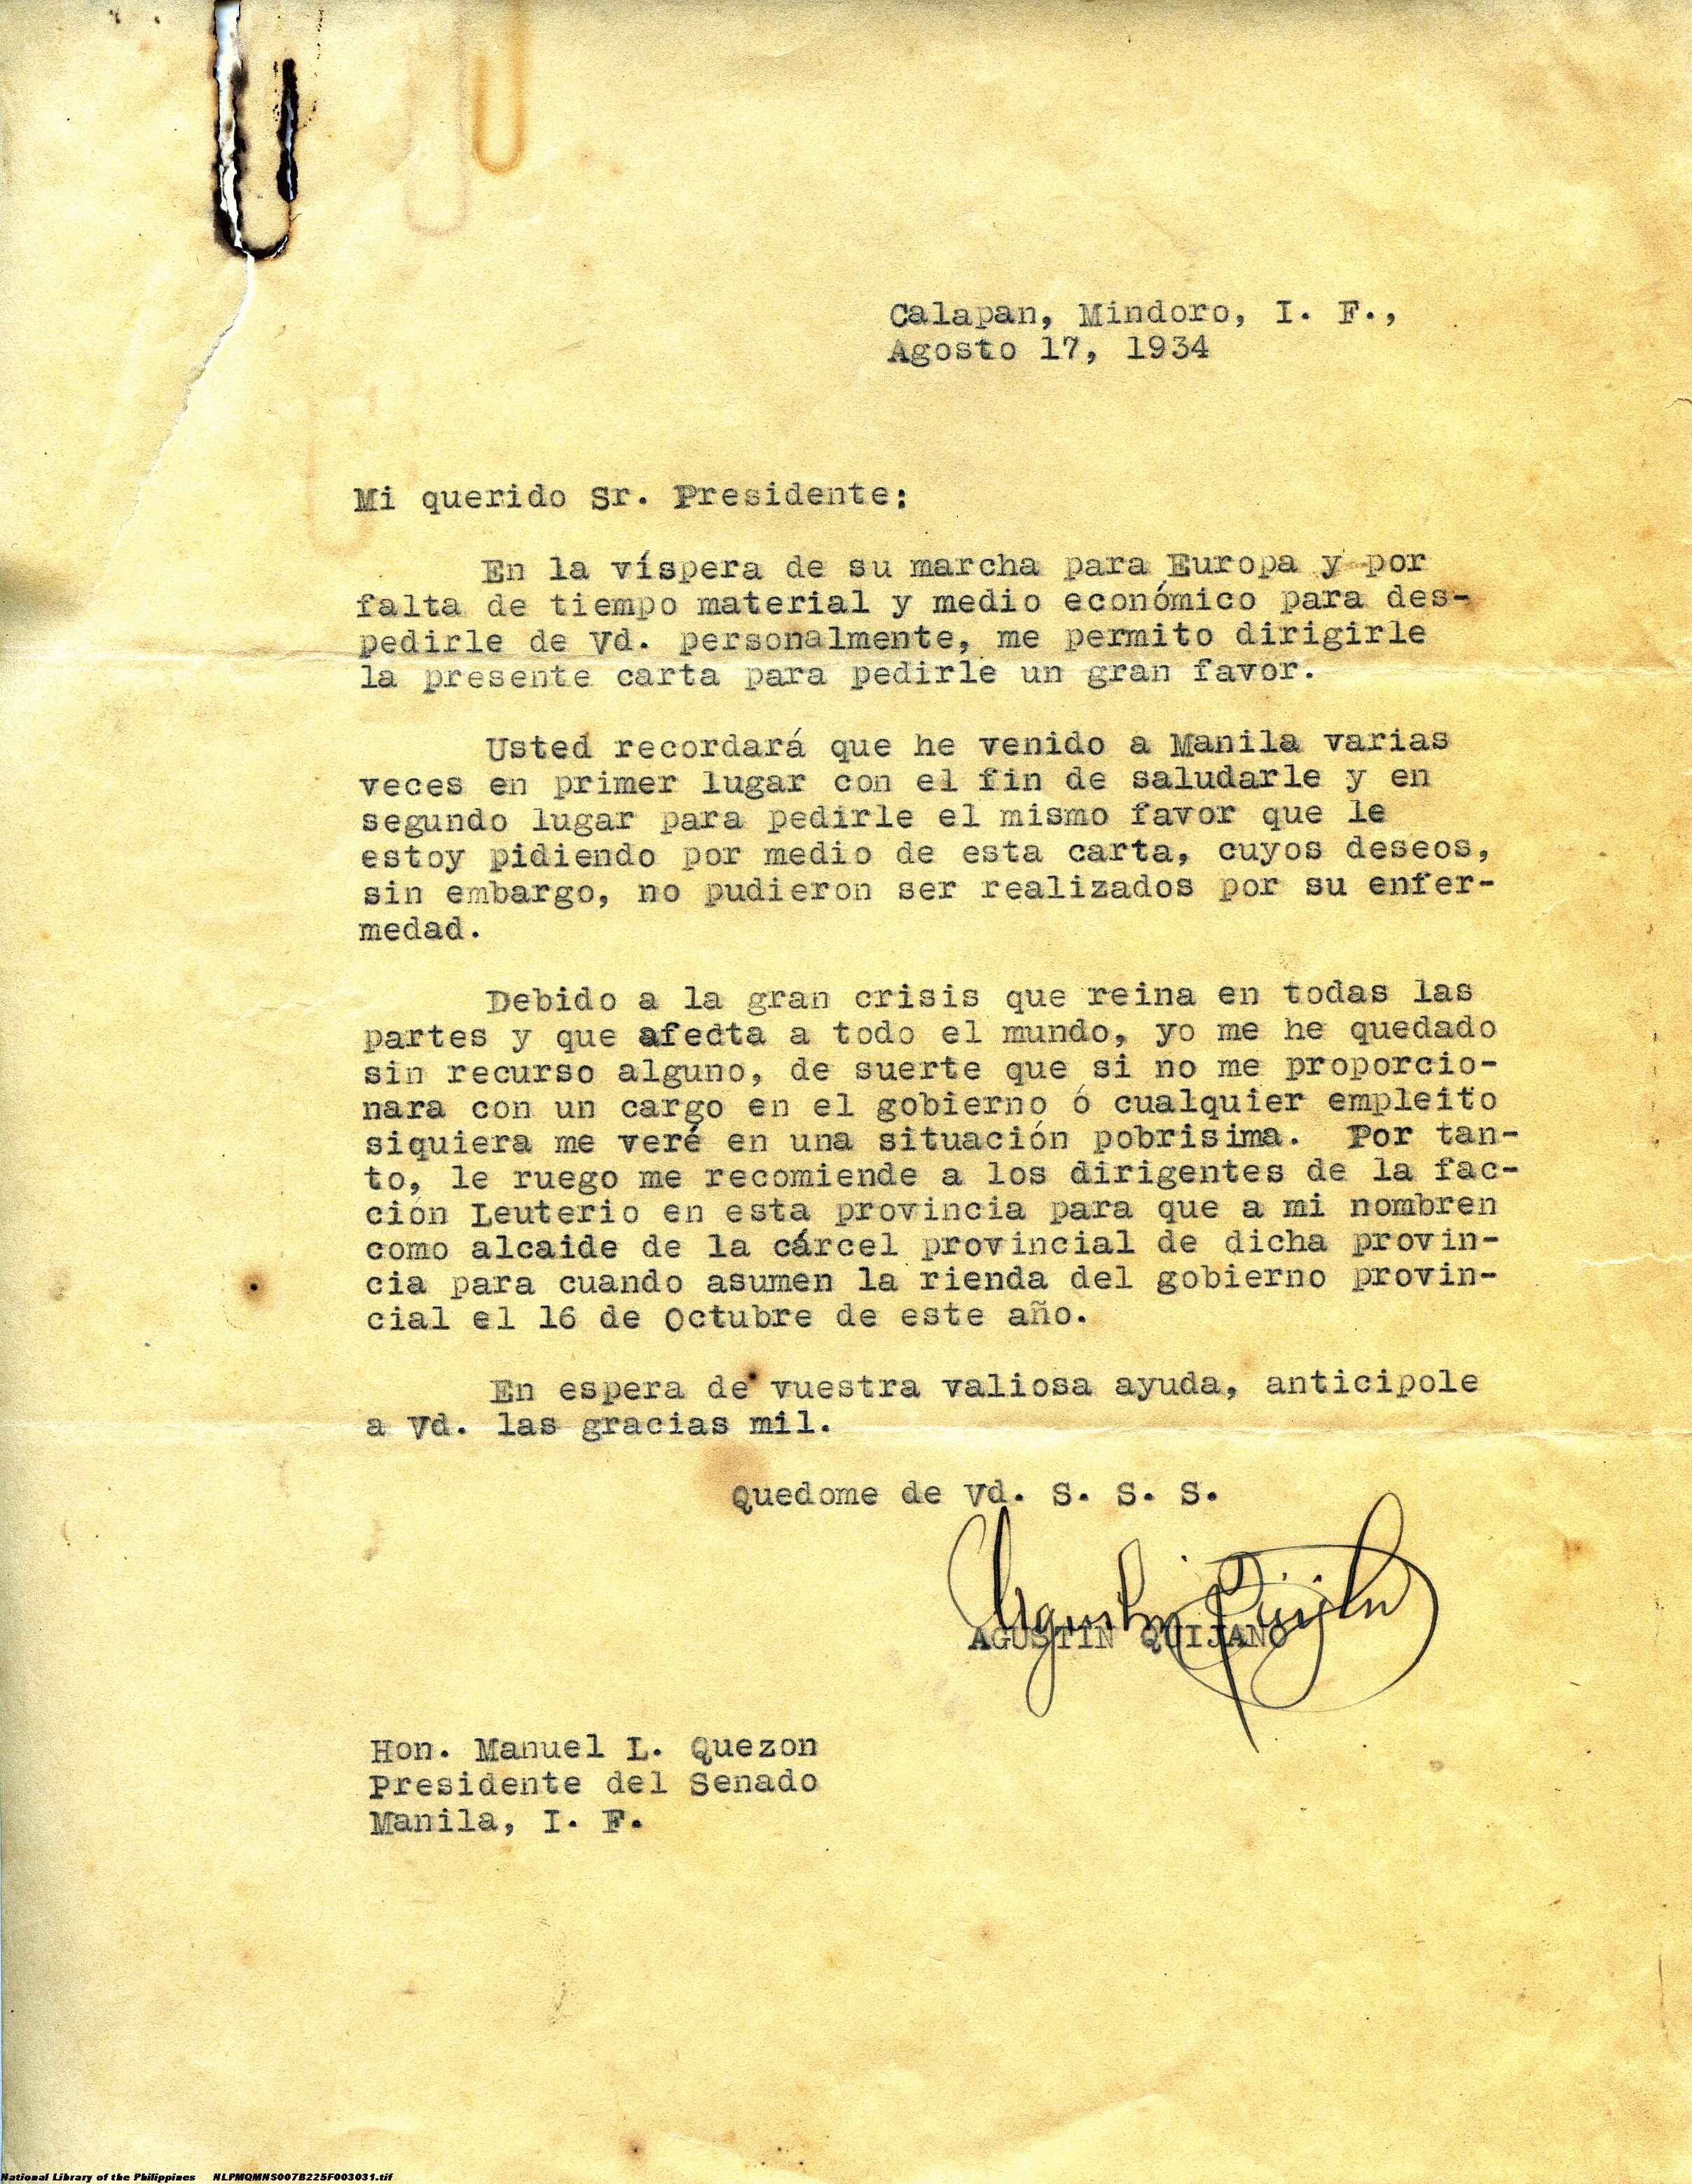 Calapan, Mindoro, I. F.,
Agosto 17, 1934
Mi querido Sr. Presidente:
En la víspera de su marcha para Europa y por
falta de tiempo material y medio económico para des-
pedirle de Vd. personalmente, me permito dirigirle
la presente carta para pedirle un gran favor.
Usted recordará que he venido a Manila varias
veces en primer lugar con el fin de saludarle y en
segundo lugar para pedirle el mismo favor que le
estoy pidiendo por medio de esta carta, cuyos deseos,
sin embargo, no pudieron ser realizados por su enfer-
medad.
Debido a la gran crisis que reina en todas las
partes y que afecta a todo el mundo, yo me he quedado
sin recurso alguno, de suerte que si no me proporcio-
nara con un cargo en el gobierno ó cualquier empleito
siquiera me veré en una situación pobrisima. Por tan-
to, le ruego me recomiende a los dirigentes de la fac-
ción Leuterio en esta provincia para que a mi nombren
como alcaide de la cárcel provincial de dicha provin-
cia para cuando asumen la rienda del gobierno provin-
cial el 16 de Octubre de este año.
En espera de vuestra valiosa ayuda, anticipole
a Vd. las gracias mil.
Quedome de Vd. S. S. S.
Agustin Quijano
AGUSTIN QUIJANO
Hon. Manuel L. Quezon
Presidente del Senado
Manila, I. F.
National Library of the Philippines NLPMQMNS007B225F003031.tif